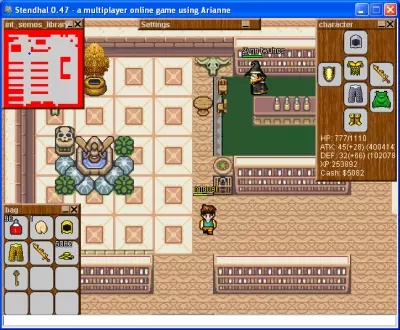 Stendhal 0.47 - a multiplayer online game using Arianne
int_semos_library
Settings
character
HP: 777/1110
ATK: 45(+28) (400414
DEF: 32(+66) (102078
XP 253892
Cash: $5082
bag